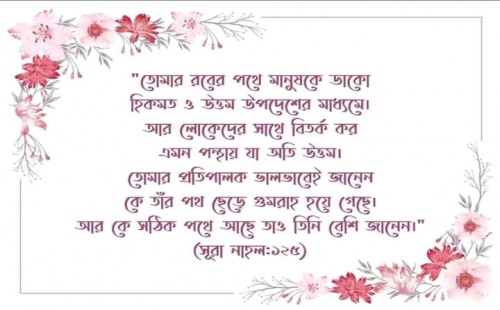 "তোমার রবের পথে মানুষকে ডাকো
হিকমত ও উত্তম উপদেশের মাধ্যমে।
আর লোকেদের সাথে বিতর্ক কর
এমন পন্থায় যা অতি উত্তম।
তোমার প্রতিপালক ভালভাবেই জানেন
কে তাঁর পথ ছেড়ে গুমরাহ হয়ে গেছে।
আর কে সঠিক পথে আছে তাও তিনি বেশি জানেন।"
(সূরা নাহল:১২৫)